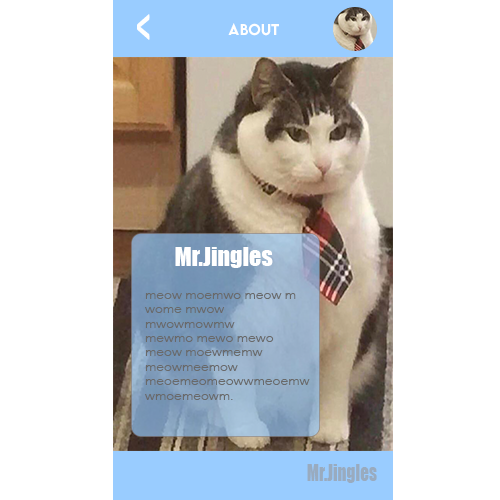 ABOUT
Mr.Jingles
meow moemwo meow m
wome mwow
mwowmowmw
mewmo mewo mewo
meow moewmemw
meowmeemow
meoemeomeowwmeoemw
wmoemeowm.
Mr.Jingles